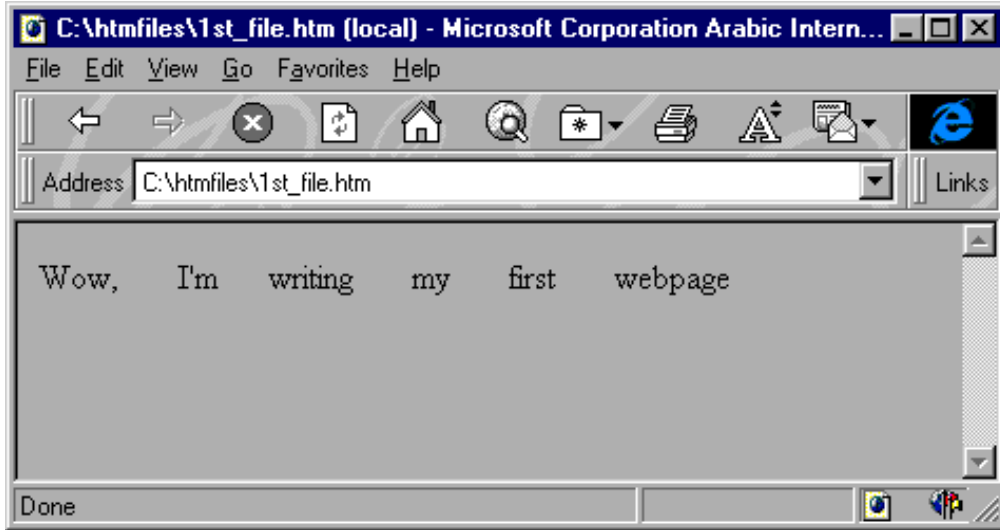 C:\htmfiles\1st_file.htm (local) - Microsoft Corporation Arabic Intern...
File Edit View Go Favorites Help
Address C:\htmfiles\1st_file.htm Links
Wow, I'm writing my first webpage
Done